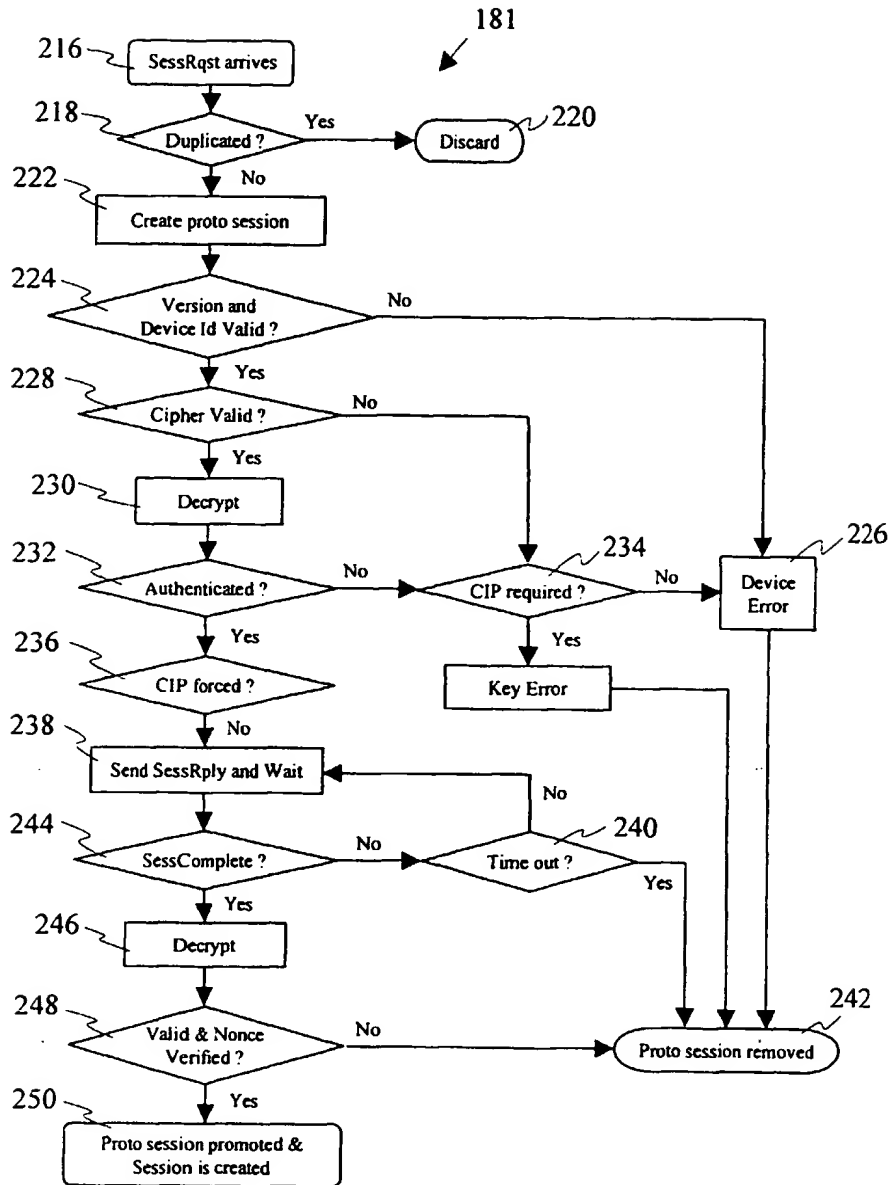 181
216
SessRqst arrives
218
Duplicated ?
Yes
220
Discard
No
222
Create proto session
224
Version and
Device Id Valid ?
No
Yes
228
Cipher Valid ?
No
Yes
230
Decrypt
232
Authenticated ?
No
234
CIP required ?
No
226
Device
Error
Yes
Yes
236
CIP forced ?
Key Error
No
238
Send SessRply and Wait
No
244
SessComplete ?
No
240
Time out ?
Yes
Yes
246
Decrypt
248
Valid & Nonce
Verified ?
No
242
Proto session removed
Yes
250
Proto session promoted &
Session is created